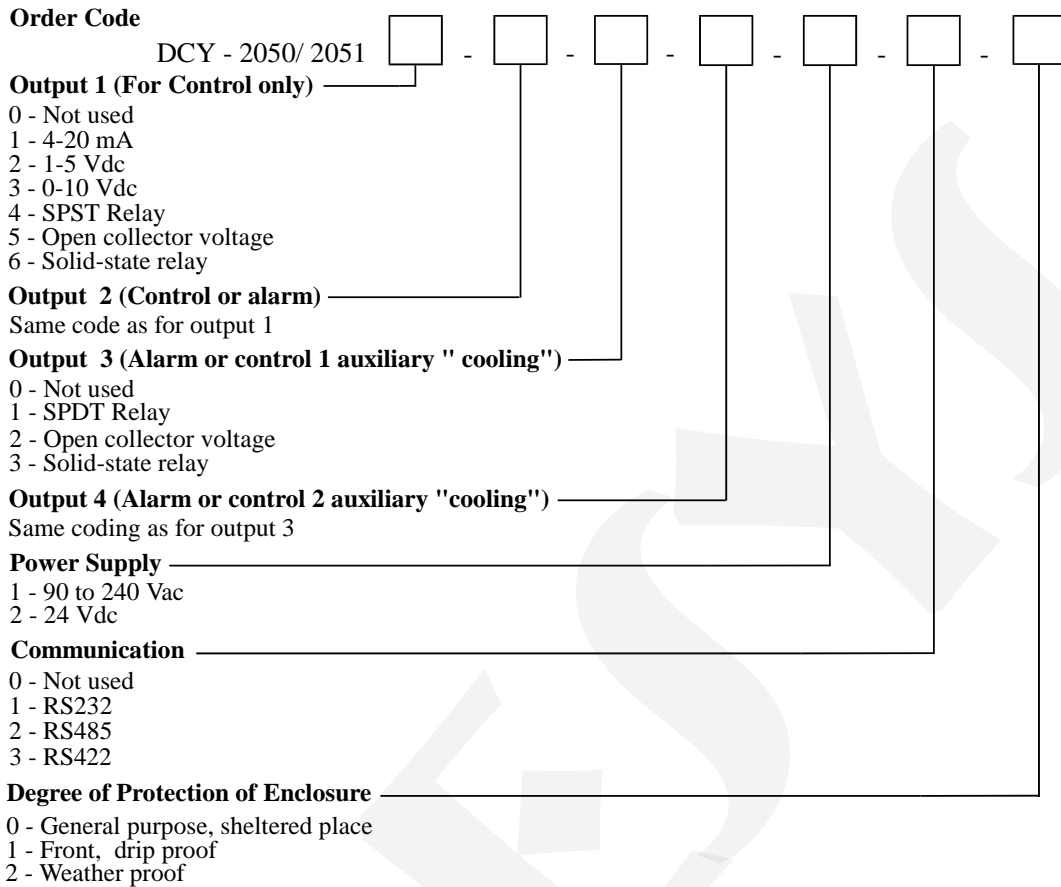 Order Code
DCY - 2050/ 2051 - - - - - -
Output 1 (For Control only)
0 - Not used
1 - 4-20 mA
2 - 1-5 Vdc
3 - 0-10 Vdc
4 - SPST Relay
5 - Open collector voltage
6 - Solid-state relay
Output 2 (Control or alarm)
Same code as for output 1
Output 3 (Alarm or control 1 auxiliary " cooling")
0 - Not used
1 - SPDT Relay
2 - Open collector voltage
3 - Solid-state relay
Output 4 (Alarm or control 2 auxiliary "cooling")
Same coding as for output 3
Power Supply
1 - 90 to 240 Vac
2 - 24 Vdc
Communication
0 - Not used
1 - RS232
2 - RS485
3 - RS422
Degree of Protection of Enclosure
0 - General purpose, sheltered place
1 - Front, drip proof
2 - Weather proof